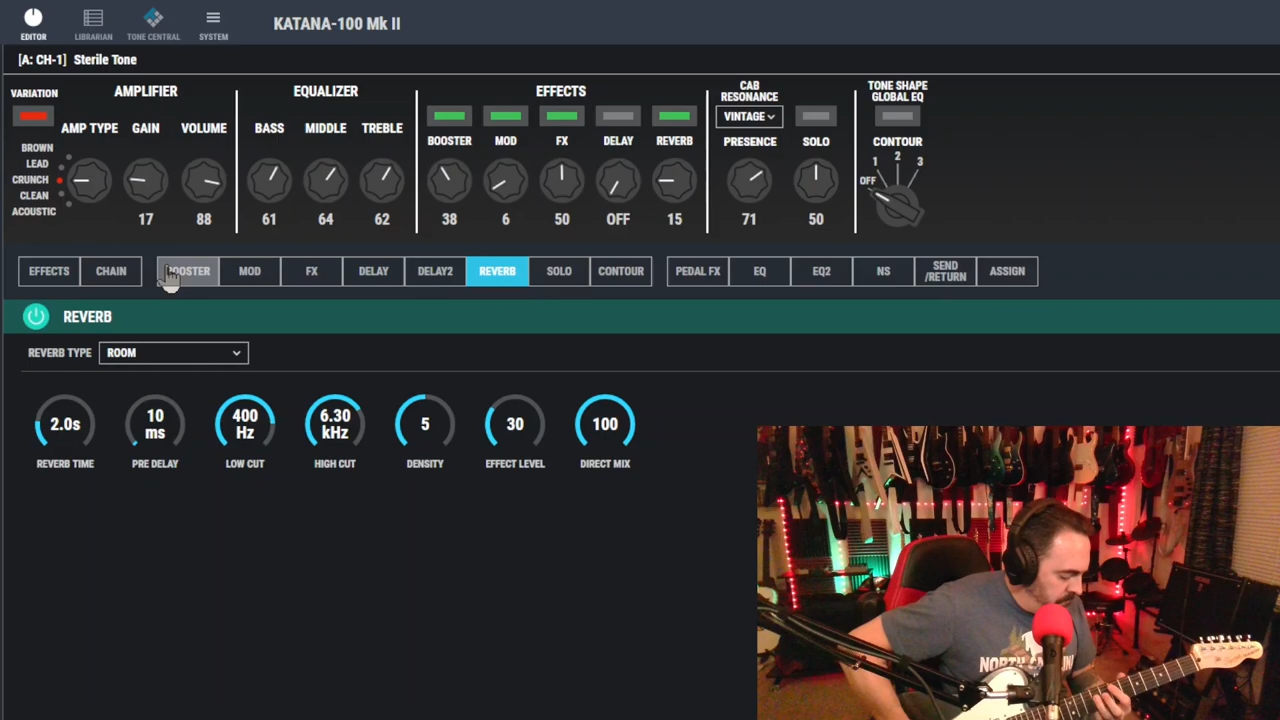 EDITOR
LIBRARIAN
TONE CENTRAL
SYSTEM
KATANA-100 Mk II
[A: CH-1] Sterile Tone
VARIATION
AMPLIFIER
AMP TYPE
GAIN
VOLUME
BROWN
LEAD
CRUNCH
CLEAN
ACOUSTIC
17
88
EQUALIZER
BASS
MIDDLE
TREBLE
61
64
62
EFFECTS
BOOSTER
MOD
FX
DELAY
REVERB
38
6
50
OFF
15
CAB
RESONANCE
VINTAGE
PRESENCE
SOLO
71
50
TONE SHAPE
GLOBAL EQ
CONTOUR
OFF
1
2
3
EFFECTS
CHAIN
BOOSTER
MOD
FX
DELAY
DELAY2
REVERB
SOLO
CONTOUR
PEDAL FX
EQ
EQ2
NS
SEND
/RETURN
ASSIGN
REVERB
REVERB TYPE
ROOM
2.0s
10
ms
400
Hz
6.30
kHz
5
30
100
REVERB TIME
PRE DELAY
LOW CUT
HIGH CUT
DENSITY
EFFECT LEVEL
DIRECT MIX